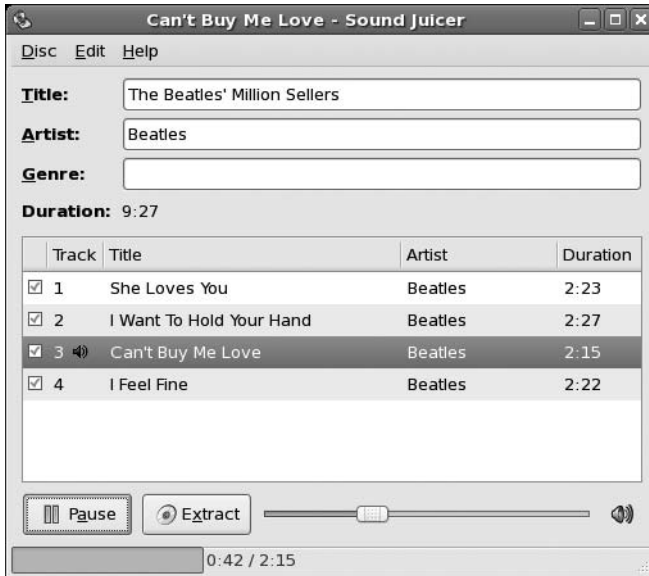 Can't Buy Me Love - Sound Juicer
Disc Edit Help
Title: The Beatles' Million Sellers
Artist: Beatles
Genre:
Duration: 9:27
Track Title Artist Duration
1 She Loves You Beatles 2:23
2 I Want To Hold Your Hand Beatles 2:27
3 Can't Buy Me Love Beatles 2:15
4 I Feel Fine Beatles 2:22
Pause Extract
0:42 / 2:15